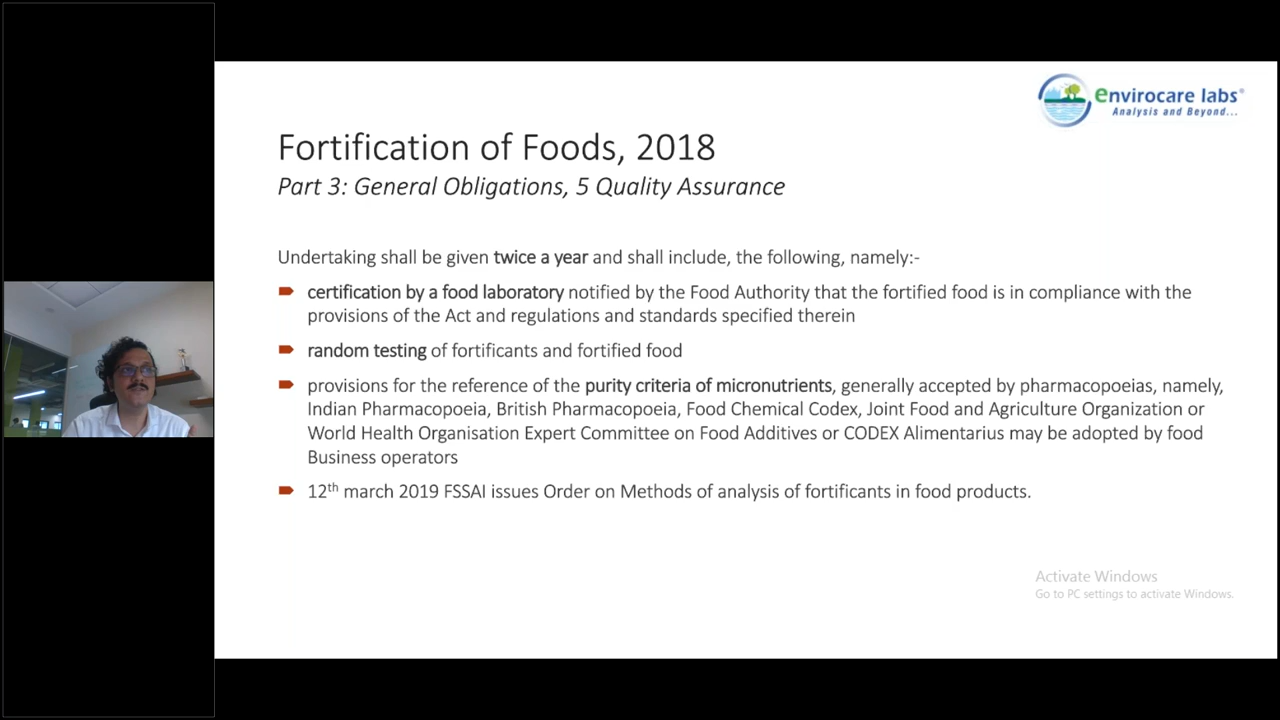 envirocare labs®
Analysis and Beyond...
Fortification of Foods, 2018
Part 3: General Obligations, 5 Quality Assurance
Undertaking shall be given twice a year and shall include, the following, namely:-
certification by a food laboratory notified by the Food Authority that the fortified food is in compliance with the
provisions of the Act and regulations and standards specified therein
random testing of fortificants and fortified food
provisions for the reference of the purity criteria of micronutrients, generally accepted by pharmacopoeias, namely,
Indian Pharmacopoeia, British Pharmacopoeia, Food Chemical Codex, Joint Food and Agriculture Organization or
World Health Organisation Expert Committee on Food Additives or CODEX Alimentarius may be adopted by food
Business operators
12th march 2019 FSSAI issues Order on Methods of analysis of fortificants in food products.
Activate Windows
Go to PC settings to activate Windows.